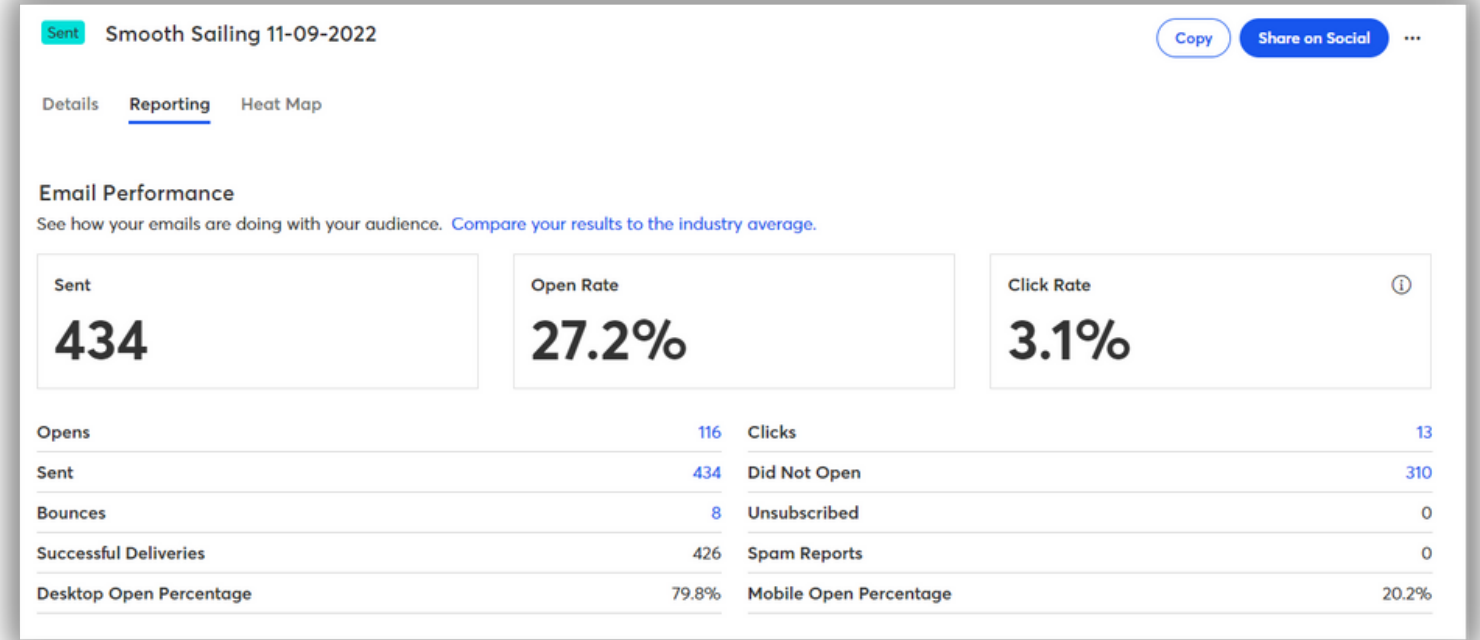 Sent Smooth Sailing 11-09-2022 Copy Share on Social ...
Details Reporting Heat Map
Email Performance
See how your emails are doing with your audience. Compare your results to the industry average.
Sent Open Rate Click Rate
434 27.2% 3.1%
Opens 116 Clicks 13
Sent 434 Did Not Open 310
Bounces 8 Unsubscribed 0
Successful Deliveries 426 Spam Reports 0
Desktop Open Percentage 79.8% Mobile Open Percentage 20.2%